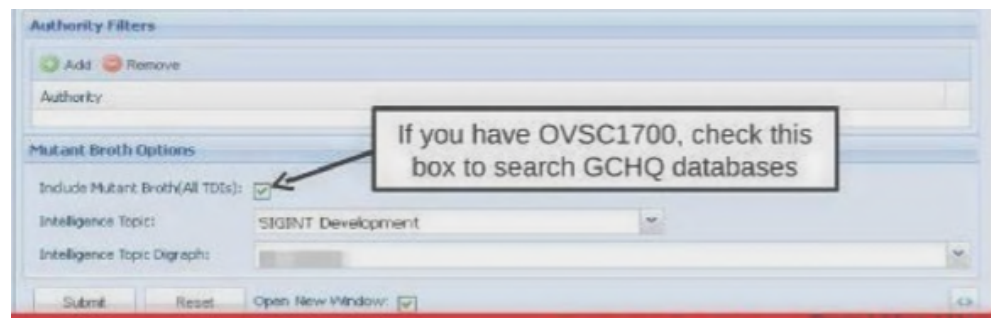 Authority Filters
Add Remove
Authority
If you have OVSC1700, check this
box to search GCHQ databases
Mutant Broth Options
Include Mutant Broth(All TDIs):
Intelligence Topic: SIGINT Development
Intelligence Topic Digraph:
Submit Reset Open New Window: